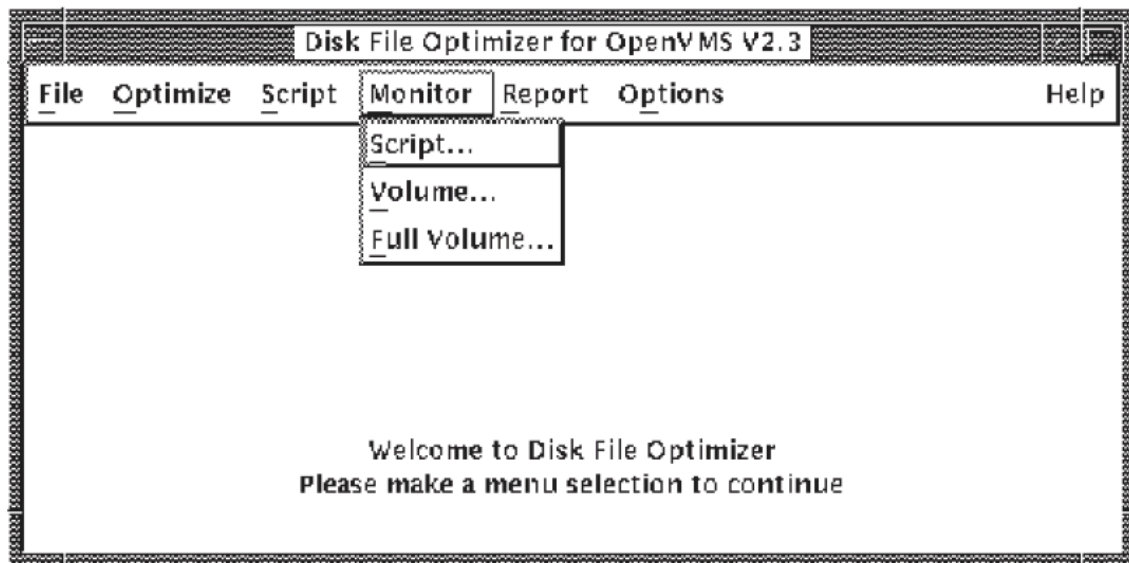 Disk File Optimizer for OpenVMS V2.3
File Optimize Script Monitor Report Options Help
Script...
Volume...
Full Volume...
Welcome to Disk File Optimizer
Please make a menu selection to continue